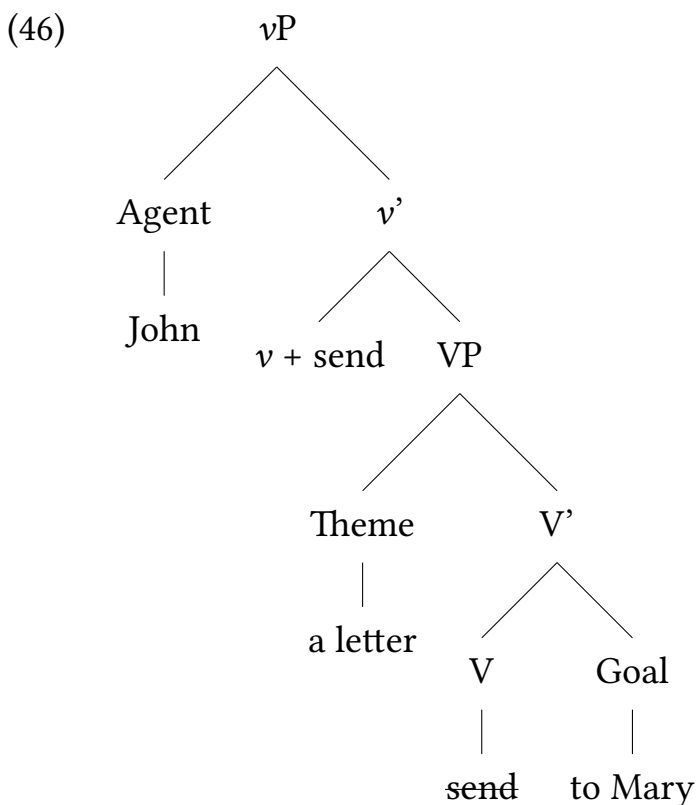 (46) vP
Agent v’
John
v + send VP
Theme V’
a letter
V Goal
send to Mary